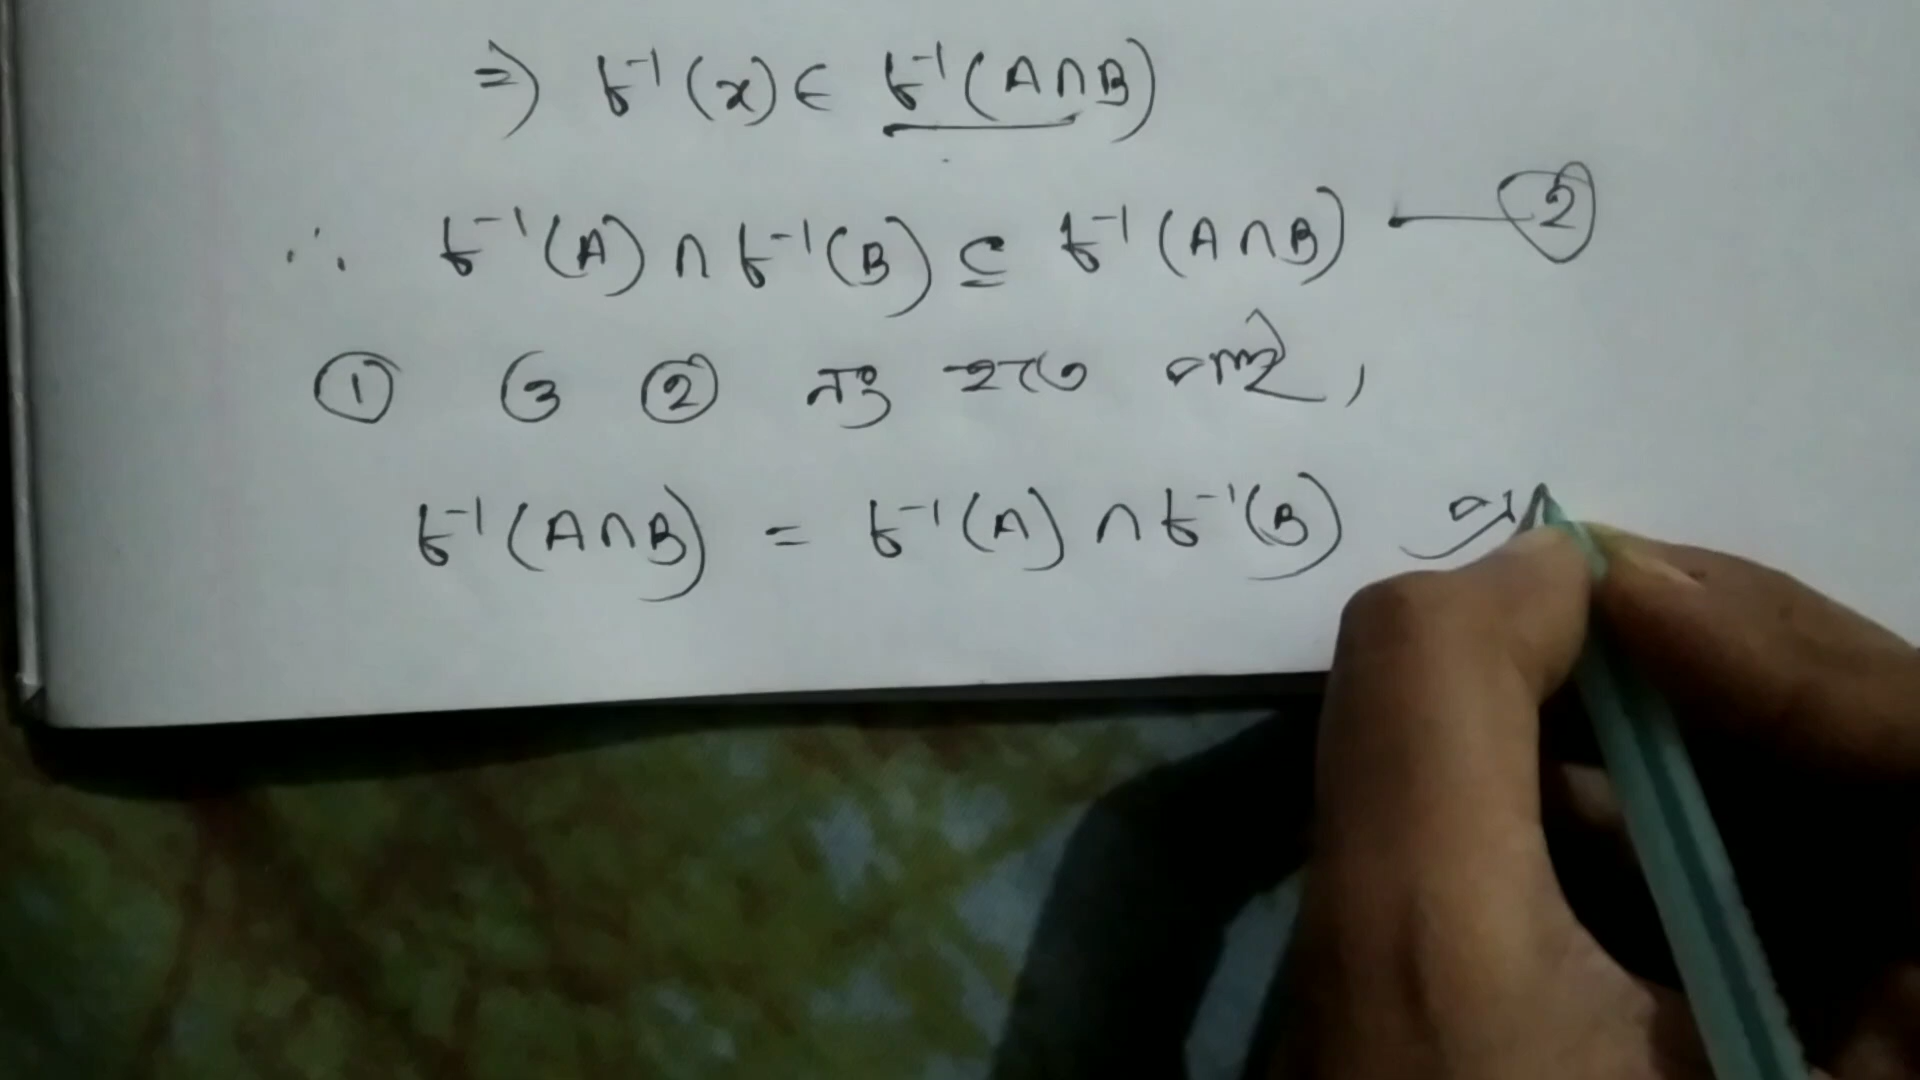 ⇒ f⁻¹(x) ∈ f⁻¹(A∩B)
∴ f⁻¹(A) ∩ f⁻¹(B) ⊆ f⁻¹(A∩B) — ②
① ও ② নং হতে পাই,
f⁻¹(A∩B) = f⁻¹(A) ∩ f⁻¹(B)